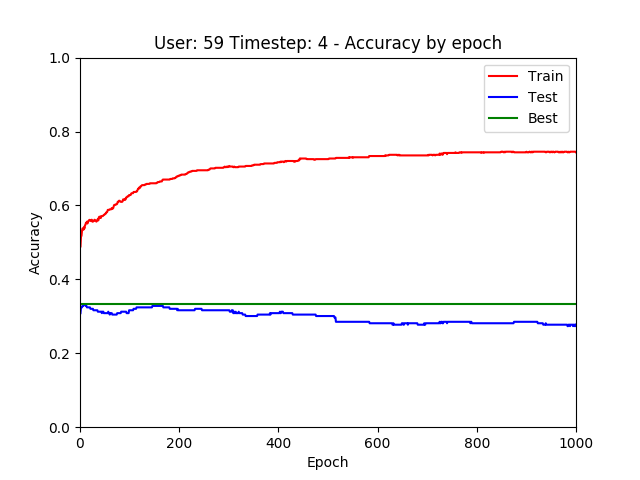 User: 59 Timestep: 4 - Accuracy by epoch
1.0
0.8
0.6
0.4
0.2
0.0
Accuracy
Train
Test
Best
0 200 400 600 800 1000
Epoch